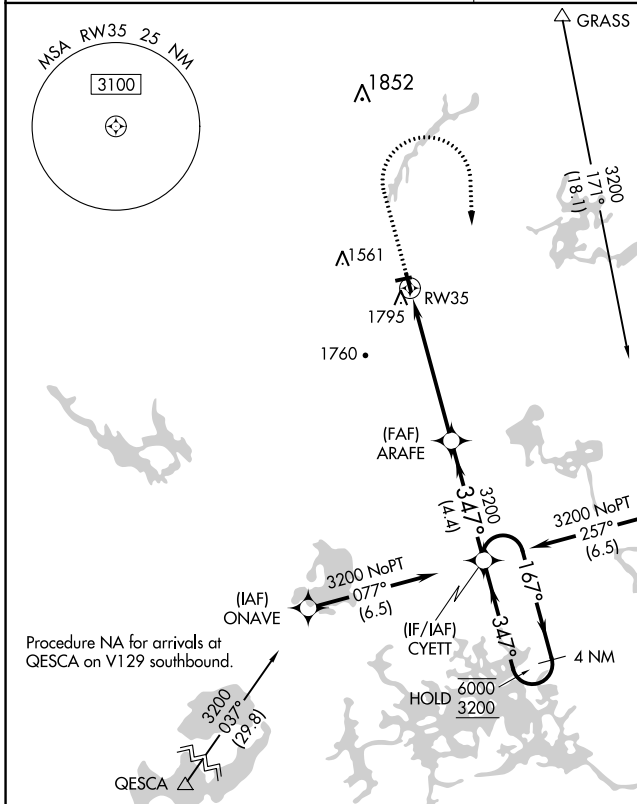 MSA RW35 25 NM
3100
GRASS
1852
3200
171°
(18.1)
1561
RW35
1795
1760
(FAF)
ARAFE
3200
347°
(4.4)
3200 NoPT
257°
(6.5)
3200 NoPT
077°
(6.5)
(IAF)
ONAVE
167°
(IF/IAF)
CYETT
347°
4 NM
Procedure NA for arrivals at
QESCA on V129 southbound.
HOLD
6000
3200
3200
037°
(29.8)
QESCA